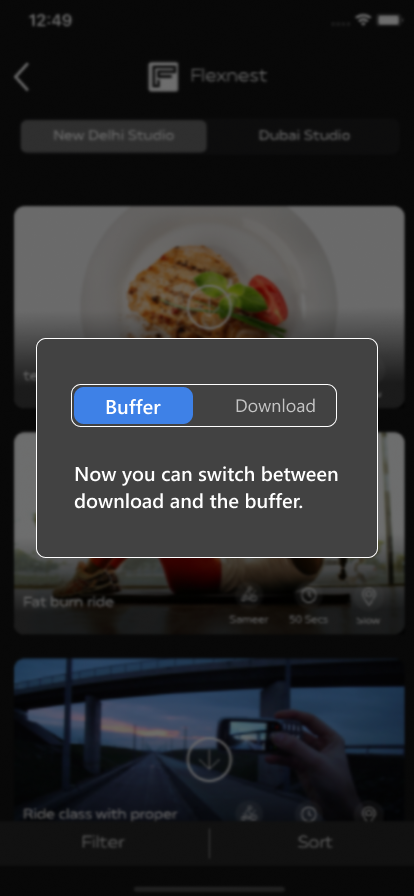 12:49
Flexnest
New Delhi Studio
Dubai Studio
te
Buffer
Download
Now you can switch between
download and the buffer.
Fat burn ride
Sameer
50 Secs
Ride class with proper
Filter
Sort